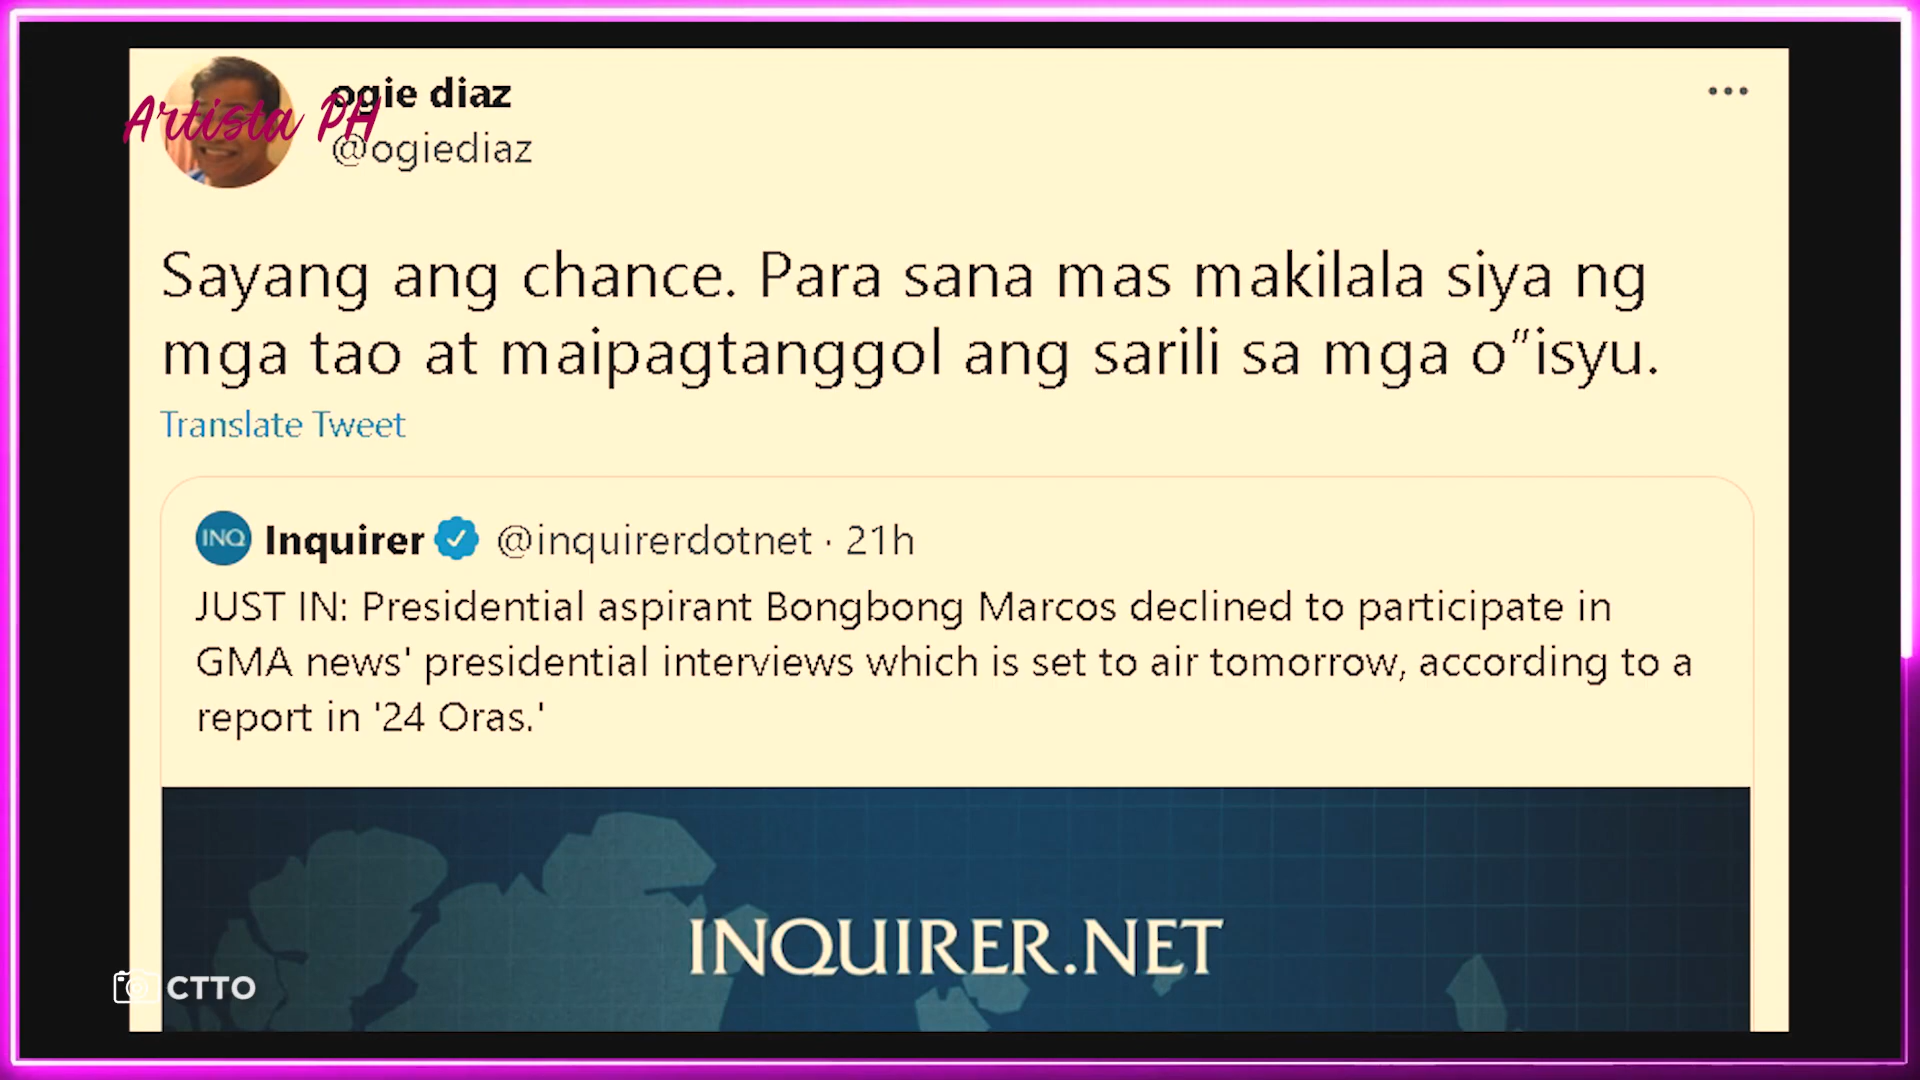 ogie diaz
Artista PH
@ogiediaz
Sayang ang chance. Para sana mas makilala siya ng
mga tao at maipagtanggol ang sarili sa mga o“isyu.
Translate Tweet
INQ Inquirer @inquirerdotnet · 21h
JUST IN: Presidential aspirant Bongbong Marcos declined to participate in
GMA news' presidential interviews which is set to air tomorrow, according to a
report in '24 Oras.'
INQUIRER.NET
CTTO